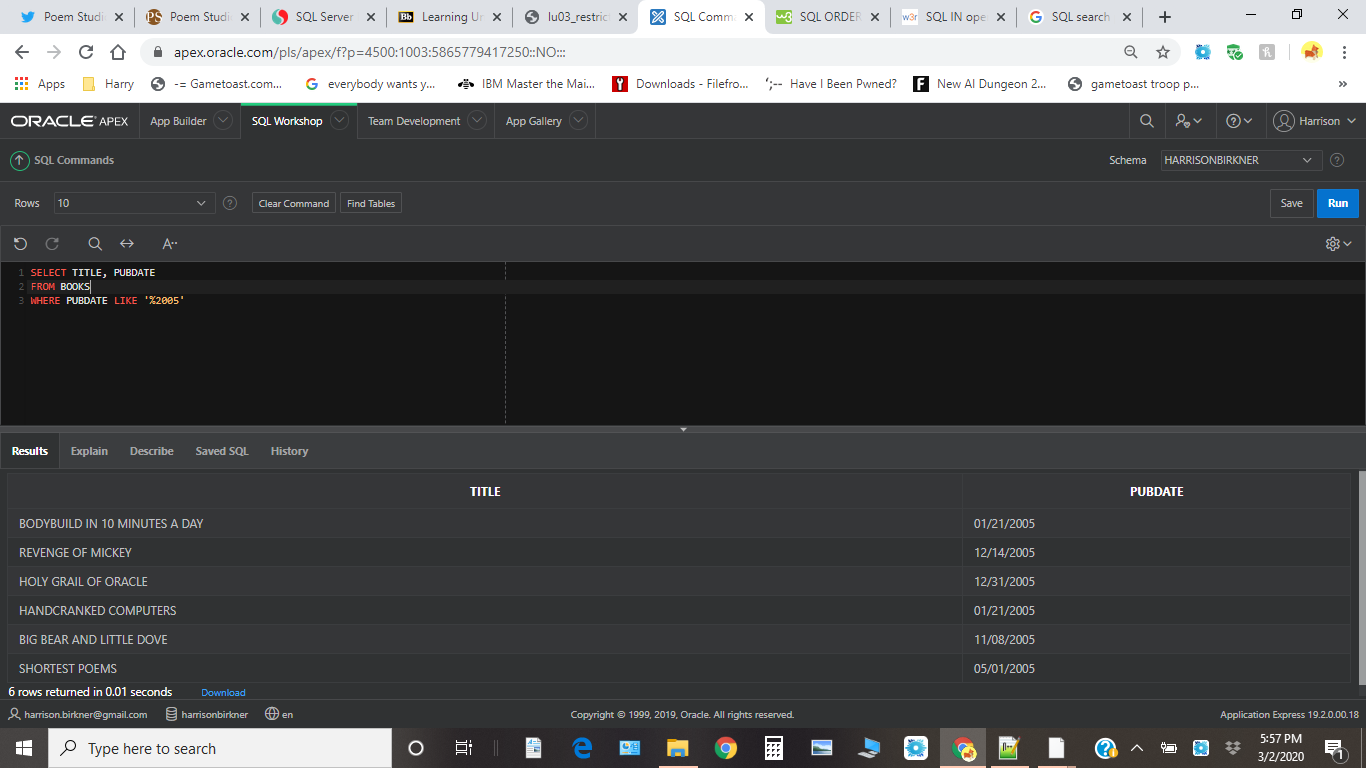 Poem Studi
Poem Studi
SQL Server
Bb Learning Un
lu03_restric
SQL Comma
SQL ORDER
w3r SQL IN ope
SQL search
apex.oracle.com/pls/apex/f?p=4500:1003:5865779417250::NO:::
Apps
Harry
-= Gametoast.com...
everybody wants y...
IBM Master the Mai...
Downloads - Filefro...
Have I Been Pwned?
New AI Dungeon 2...
gametoast troop p...
»
ORACLE APEX
App Builder
SQL Workshop
Team Development
App Gallery
Harrison
SQL Commands
Schema
HARRISONBIRKNER
Rows
10
Clear Command
Find Tables
Save
Run
1 SELECT TITLE, PUBDATE
2 FROM BOOKS
3 WHERE PUBDATE LIKE '%2005'
Results
Explain
Describe
Saved SQL
History
TITLE PUBDATE
BODYBUILD IN 10 MINUTES A DAY 01/21/2005
REVENGE OF MICKEY 12/14/2005
HOLY GRAIL OF ORACLE 12/31/2005
HANDCRANKED COMPUTERS 01/21/2005
BIG BEAR AND LITTLE DOVE 11/08/2005
SHORTEST POEMS 05/01/2005
6 rows returned in 0.01 seconds
Download
harrison.birkner@gmail.com
harrisonbirkner
en
Copyright © 1999, 2019, Oracle. All rights reserved.
Application Express 19.2.0.00.18
Type here to search
5:57 PM
3/2/2020
1